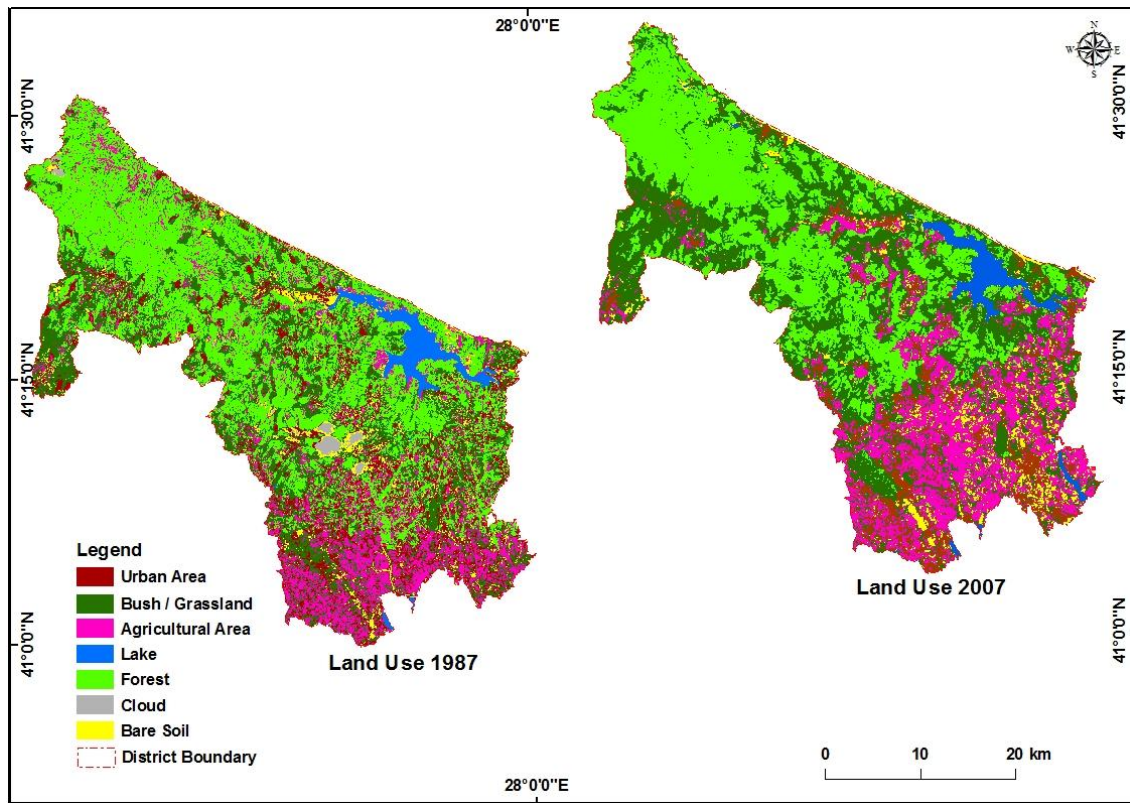 28°0'0"E
N
W E
S
41°30'0"N
41°30'0"N
41°15'0"N
41°15'0"N
Legend
Urban Area
Bush / Grassland
Agricultural Area
Lake
Forest
Cloud
Bare Soil
District Boundary
Land Use 1987
Land Use 2007
41°0'0"N
41°0'0"N
0 10 20 km
28°0'0"E